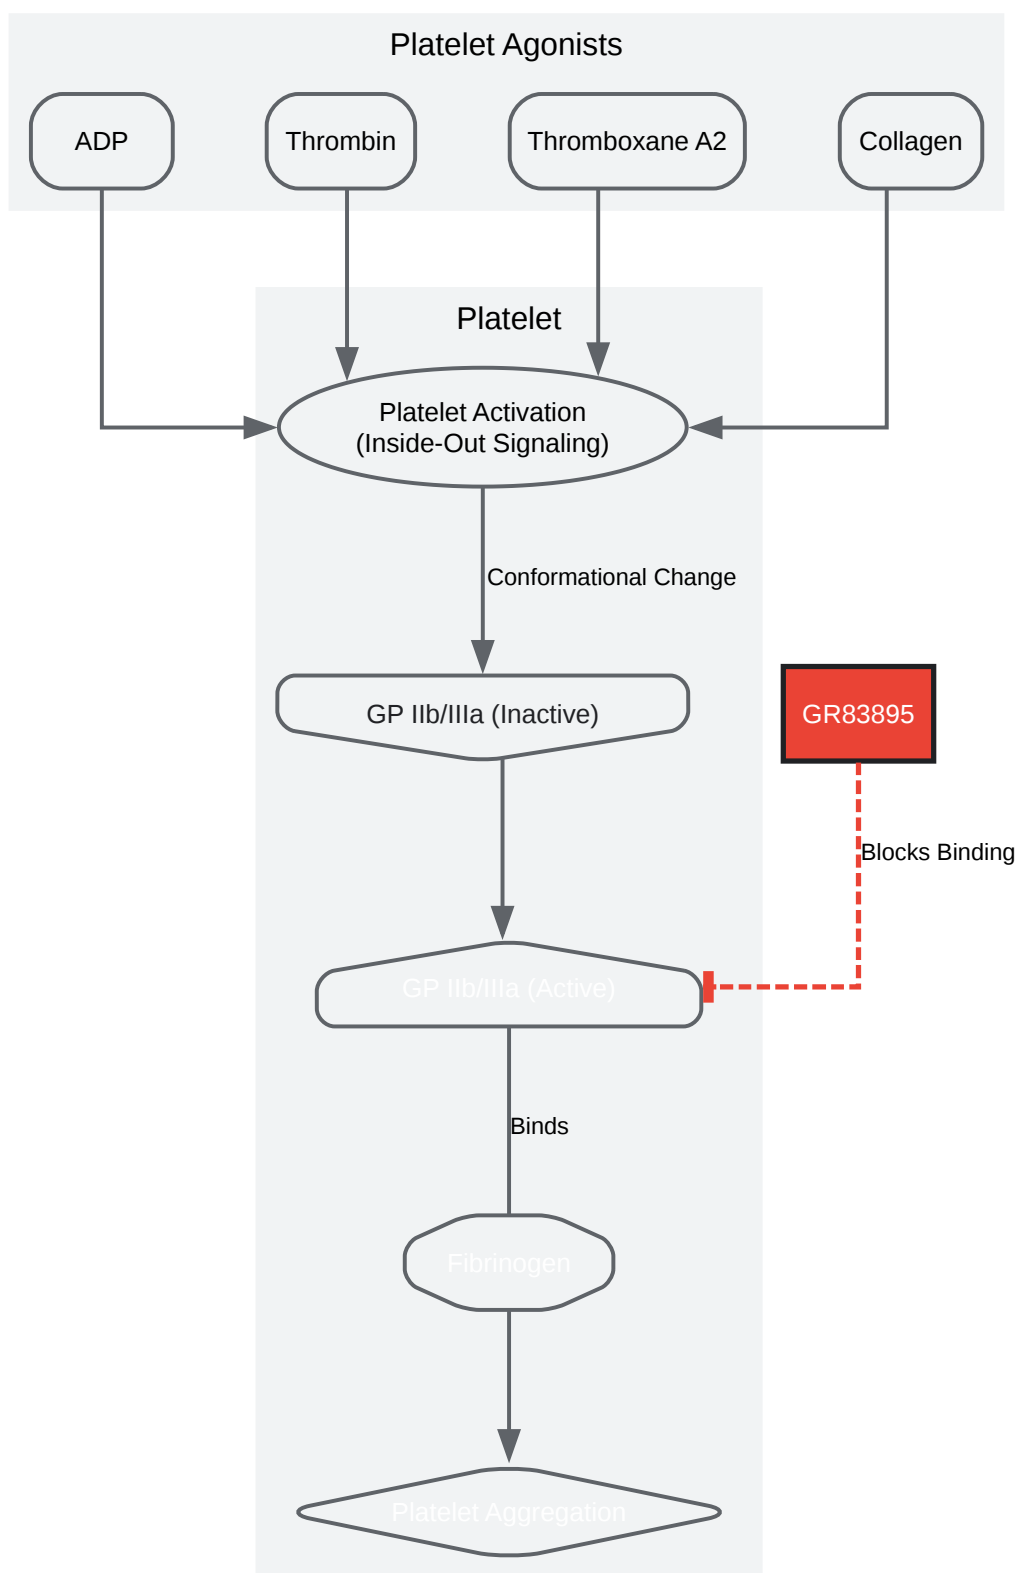 Platelet Agonists
ADP
Thrombin
Thromboxane A2
Collagen
Platelet
Platelet Activation
(Inside-Out Signaling)
Conformational Change
GP IIb/IIIa (Inactive)
GR83895
Blocks Binding
GP IIb/IIIa (Active)
Binds
Fibrinogen
Platelet Aggregation